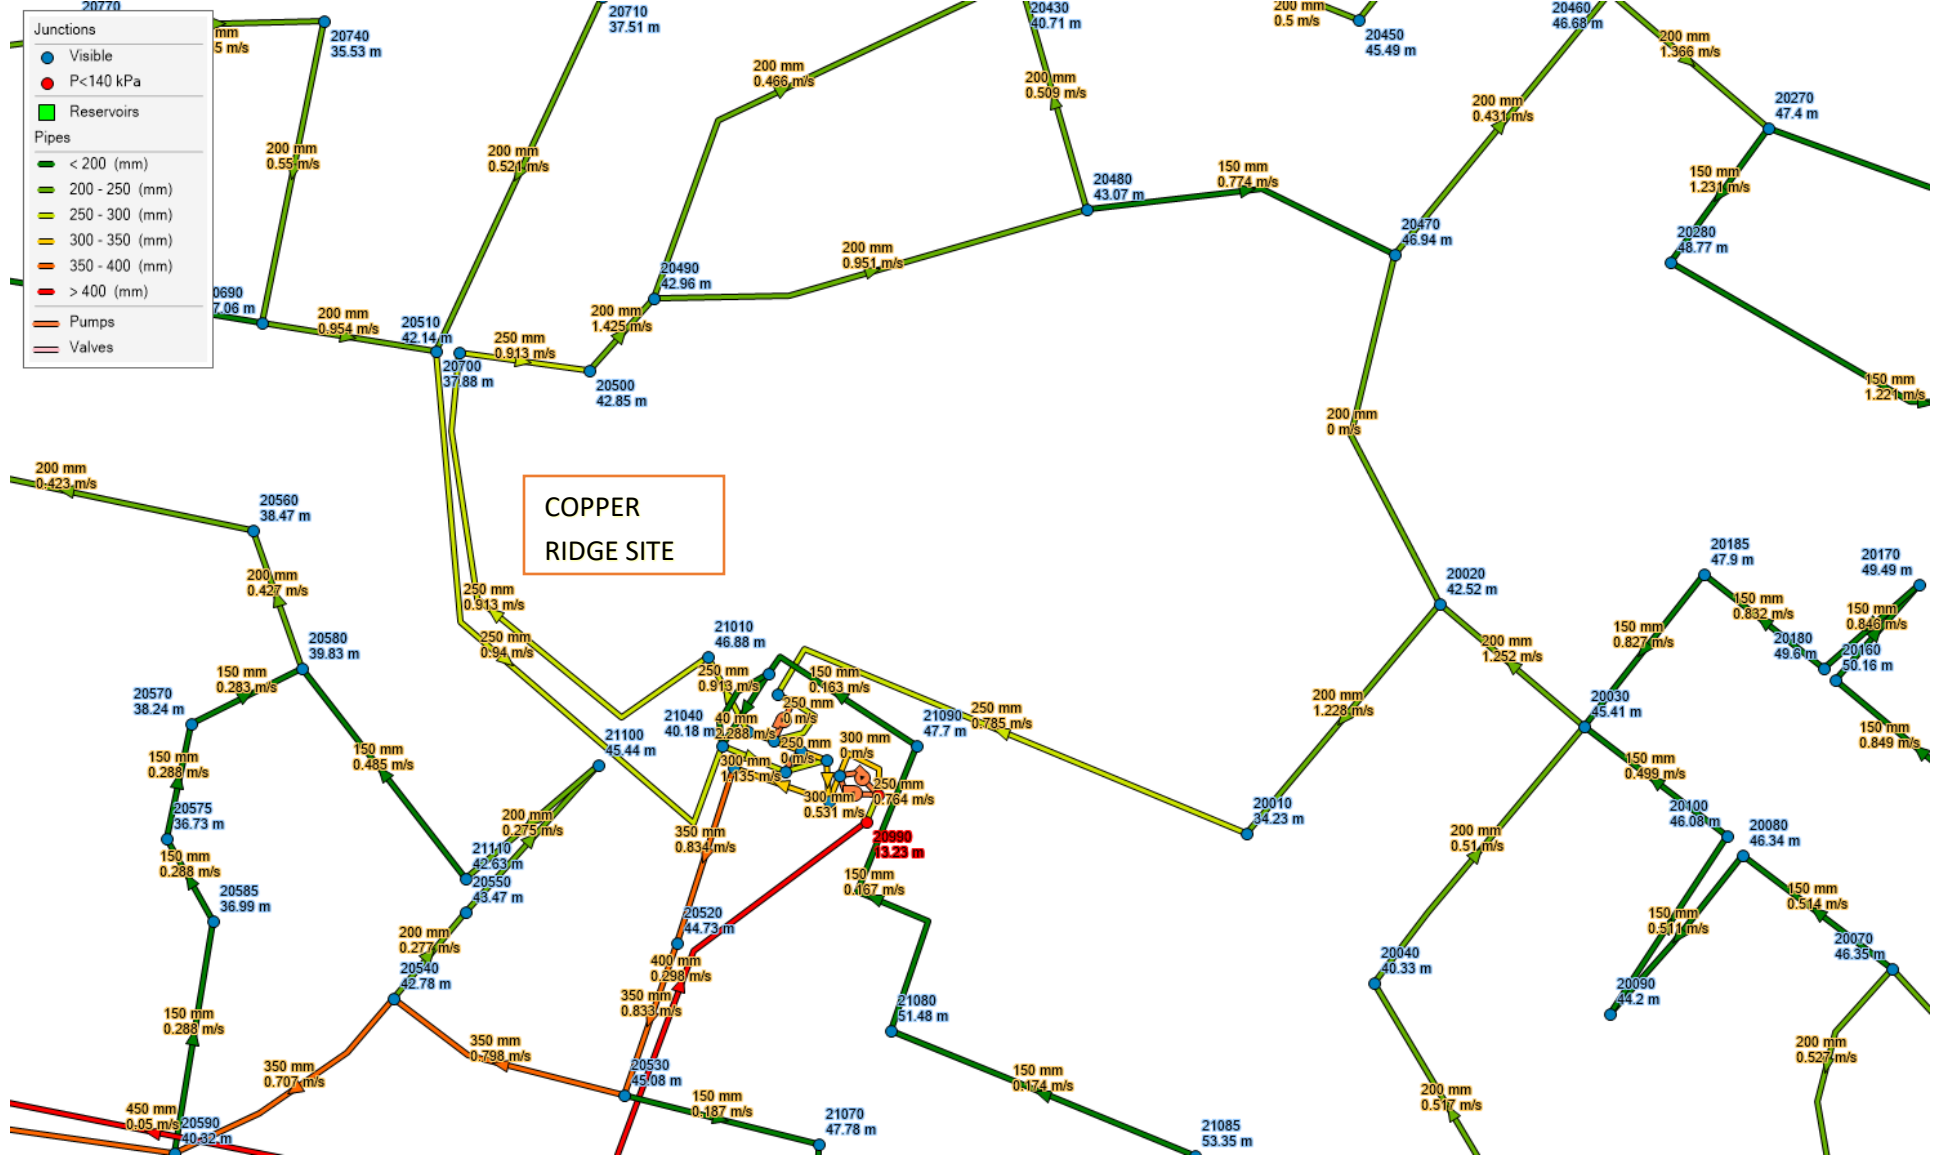 20770
Junctions
Visible
P<140 kPa
Reservoirs
Pipes
< 200 (mm)
200 - 250 (mm)
250 - 300 (mm)
300 - 350 (mm)
350 - 400 (mm)
> 400 (mm)
Pumps
Valves
mm
5 m/s
20740
35.53 m
20710
37.51 m
20430
40.71 m
200 mm
0.5 m/s
20450
45.49 m
20460
46.68 m
200 mm
1.366 m/s
200 mm
0.466 m/s
200 mm
0.509 m/s
200 mm
0.431 m/s
20270
47.4 m
200 mm
0.55 m/s
200 mm
0.521 m/s
20480
43.07 m
150 mm
0.774 m/s
150 mm
1.231 m/s
20470
46.94 m
20280
48.77 m
200 mm
0.951 m/s
20490
42.96 m
0690
7.06 m
200 mm
0.954 m/s
20510
42.14 m
200 mm
1.425 m/s
250 mm
0.913 m/s
20700
37.88 m
20500
42.85 m
150 mm
1.221 m/s
200 mm
0 m/s
200 mm
0.423 m/s
20560
38.47 m
COPPER
RIDGE SITE
20185
47.9 m
20170
49.49 m
200 mm
0.427 m/s
250 mm
0.913 m/s
20020
42.52 m
150 mm
0.832 m/s
150 mm
0.846 m/s
20580
39.83 m
250 mm
0.94 m/s
21010
46.88 m
200 mm
1.252 m/s
150 mm
0.827 m/s
20180
49.6 m
20160
50.16 m
150 mm
0.283 m/s
250 mm
0.913 m/s
150 mm
0.163 m/s
20570
38.24 m
250 mm
0 m/s
200 mm
1.228 m/s
20030
45.41 m
21040
40.18 m
40 mm
2.288 m/s
21090
47.7 m
250 mm
0.785 m/s
21100
45.44 m
150 mm
0.485 m/s
250 mm
0 m/s
300 mm
0 m/s
150 mm
0.849 m/s
150 mm
0.288 m/s
300 mm
1.135 m/s
150 mm
0.499 m/s
250 mm
0.764 m/s
300 mm
0.531 m/s
20010
34.23 m
20100
46.08 m
20080
46.34 m
20575
36.73 m
200 mm
0.275 m/s
350 mm
0.834 m/s
20990
43.23 m
200 mm
0.51 m/s
150 mm
0.288 m/s
21110
42.63 m
20550
43.47 m
150 mm
0.167 m/s
150 mm
0.514 m/s
20585
36.99 m
20520
44.73 m
150 mm
0.511 m/s
200 mm
0.277 m/s
20070
46.35 m
20540
42.78 m
400 mm
0.298 m/s
20040
40.33 m
20090
44.2 m
350 mm
0.833 m/s
21080
51.48 m
150 mm
0.288 m/s
350 mm
0.798 m/s
200 mm
0.527 m/s
350 mm
0.707 m/s
20530
45.08 m
150 mm
0.174 m/s
150 mm
0.187 m/s
200 mm
0.517 m/s
450 mm
0.05 m/s
20590
40.32 m
21070
47.78 m
21085
53.35 m